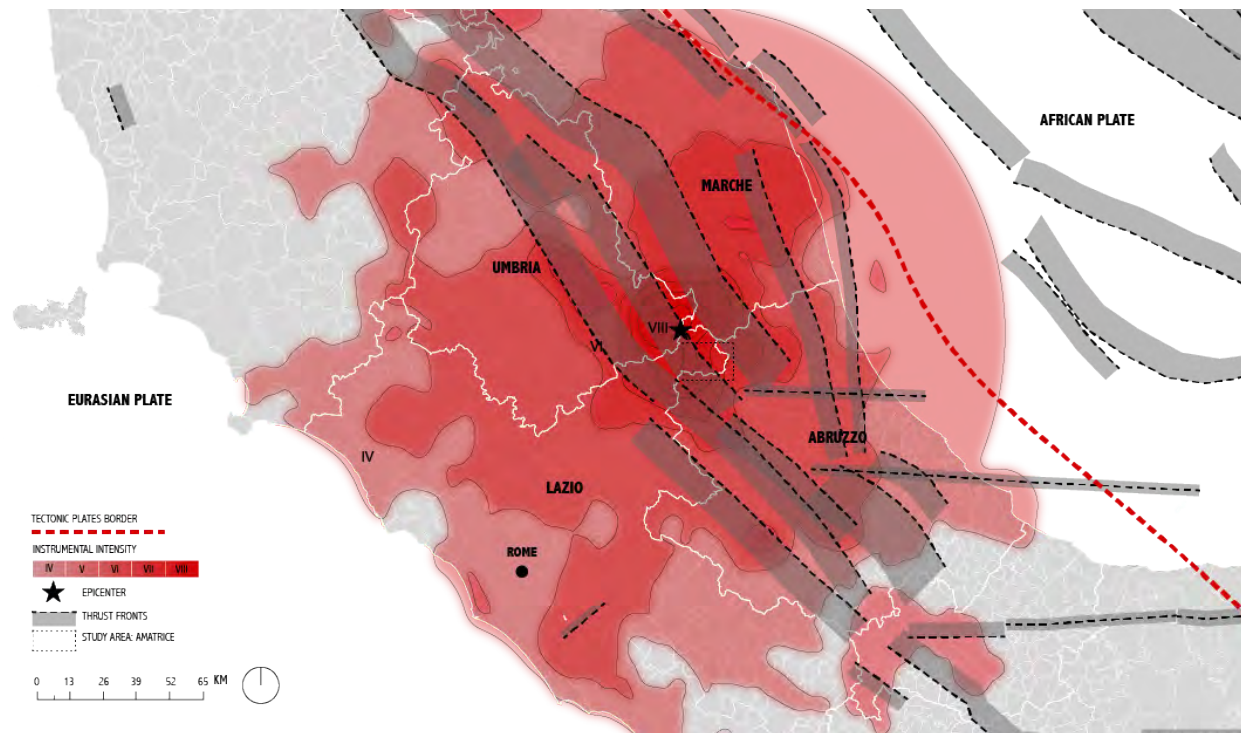 AFRICAN PLATE
MARCHE
UMBRIA
VIII
VI
EURASIAN PLATE
ABRUZZO
IV
LAZIO
ROME
TECTONIC PLATES BORDER
INSTRUMENTAL INTENSITY
IV V VI VII VIII
EPICENTER
THRUST FRONTS
STUDY AREA: AMATRICE
0 13 26 39 52 65 KM